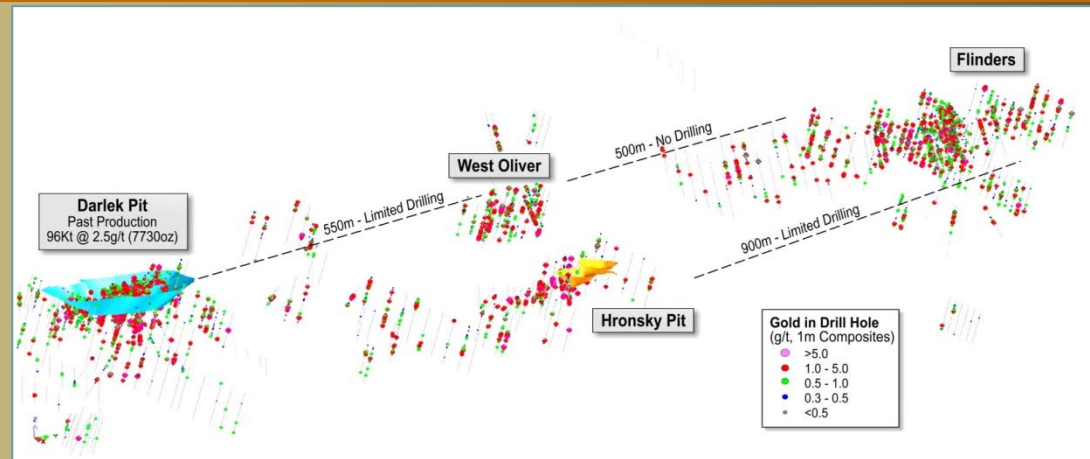 Flinders
500m - No Drilling
West Oliver
Darlek Pit
Past Production
96Kt @ 2.5g/t (7730oz)
550m - Limited Drilling
900m - Limited Drilling
Hronsky Pit
Gold in Drill Hole
(g/t, 1m Composites)
>5.0
1.0 - 5.0
0.5 - 1.0
0.3 - 0.5
<0.5
Z